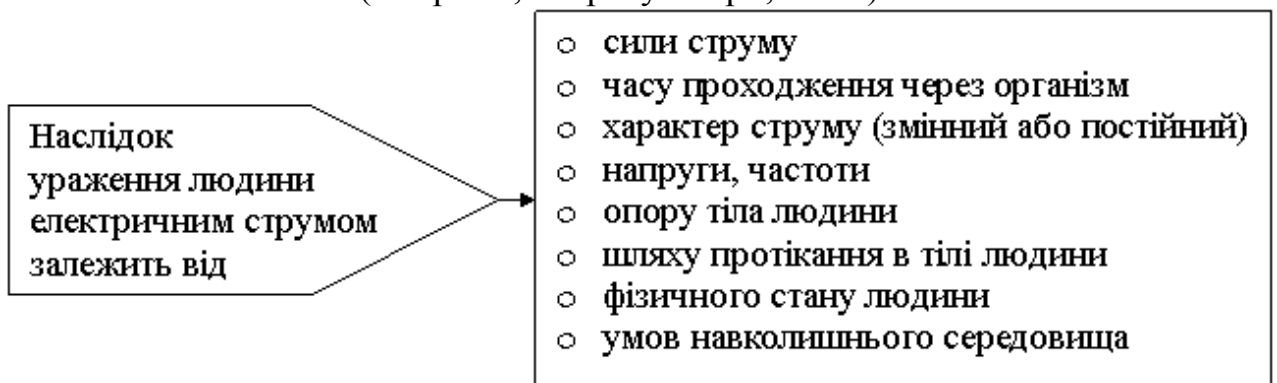 Наслідок
ураження людини
електричним струмом
залежить від
o сили струму
o часу проходження через організм
o характер струму (змінний або постійний)
o напруги, частоти
o опору тіла людини
o шляху протікання в тілі людини
o фізичного стану людини
o умов навколишнього середовища